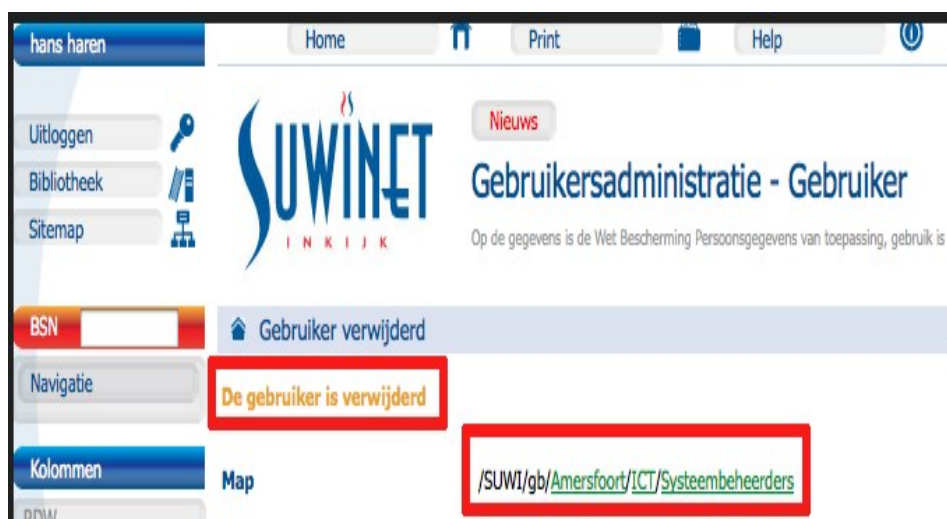 hans haren
Home Print Help
Uitloggen
Bibliotheek
Sitemap
SUWINET
INKIJK
Nieuws
Gebruikersadministratie - Gebruiker
Op de gegevens is de Wet Bescherming Persoonsgegevens van toepassing, gebruik is
BSN
Gebruiker verwijderd
Navigatie
De gebruiker is verwijderd
Kolommen
Map /SUWI/gb/Amersfoort/ICT/Systeembeheerders